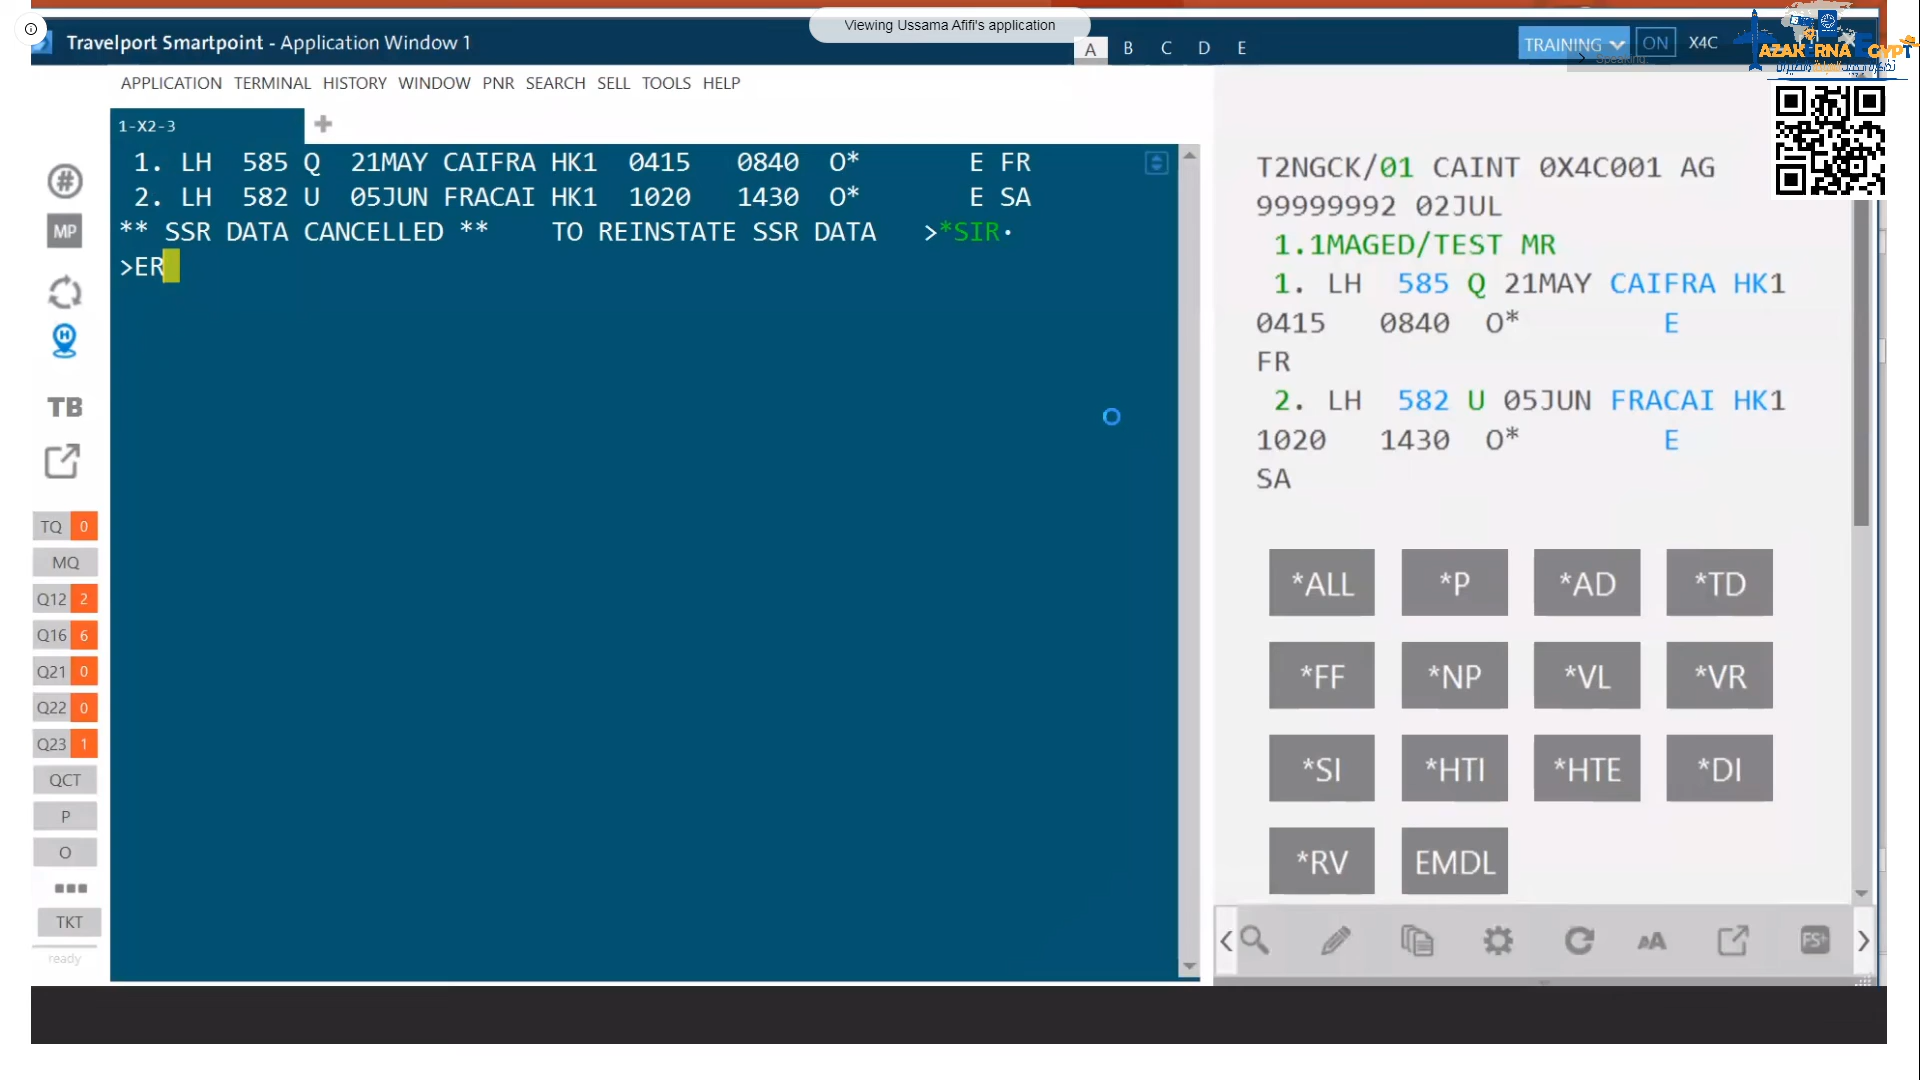 Viewing Ussama Afifi's application
Travelport Smartpoint - Application Window 1
A B C D E
TRAINING ON X4C
Speaking:
APPLICATION TERMINAL HISTORY WINDOW PNR SEARCH SELL TOOLS HELP
1-X2-3
1. LH 585 Q 21MAY CAIFRA HK1 0415 0840 O* E FR
2. LH 582 U 05JUN FRACAI HK1 1020 1430 O* E SA
** SSR DATA CANCELLED ** TO REINSTATE SSR DATA >*SIR·
>ER
MP
TB
TQ 0
MQ
Q12 2
Q16 6
Q21 0
Q22 0
Q23 1
QCT
P
O
TKT
ready
T2NGCK/01 CAINT 0X4C001 AG
99999992 02JUL
1.1MAGED/TEST MR
1. LH 585 Q 21MAY CAIFRA HK1
0415 0840 O* E
FR
2. LH 582 U 05JUN FRACAI HK1
1020 1430 O* E
SA
*ALL *P *AD *TD
*FF *NP *VL *VR
*SI *HTI *HTE *DI
*RV EMDL
AA
FS+